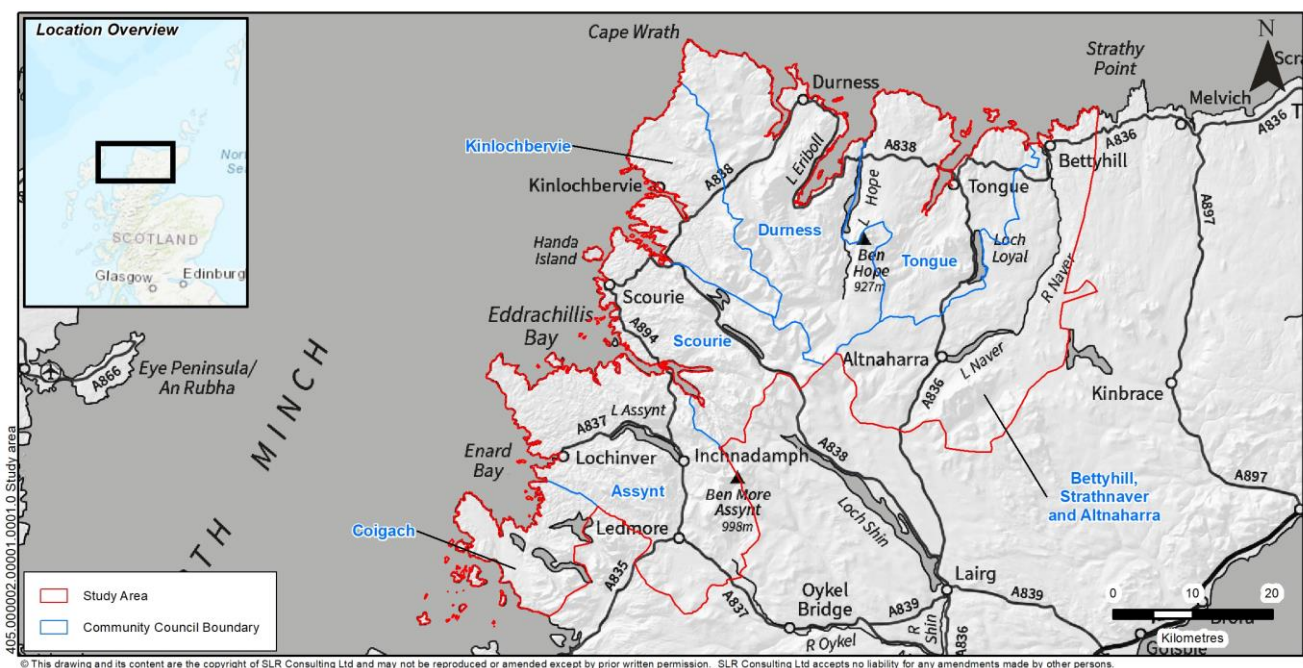 Location Overview
SCOTLAND
Glasgow
Edinburg
Cape Wrath
Durness
Strathy
Point
N
Scra
Melvich
A836
A836
Bettyhill
Kinlochbervie
L Eriboll
A838
Kinlochbervie
A838
L Hope
Tongue
A897
Durness
Handa
Island
Ben
Hope
927m
Tongue
Loch
Loyal
R Naver
Scourie
Eddrachillis
Bay
A894
Scourie
Altnaharra
L Naver
Kinbrace
Eye Peninsula/
An Rubha
A866
MINCH
A836
A837
L Assynt
Enard
Bay
Lochinver
Inchnadamph
A838
A897
Assynt
Ben More
Assynt
998m
Bettyhill,
Strathnaver
and Altnaharra
Coigach
Ledmore
Loch Shin
A835
Lairg
A837
Oykel
Bridge
A839
A839
R Oykel
R Shin
A836
Study Area
Community Council Boundary
0 10 20
Kilometres
405.000002.00001.0001.0 Study area
© This drawing and its content are the copyright of SLR Consulting Ltd and may not be reproduced or amended except by prior written permission. SLR Consulting Ltd accepts no liability for any amendments made by other persons.